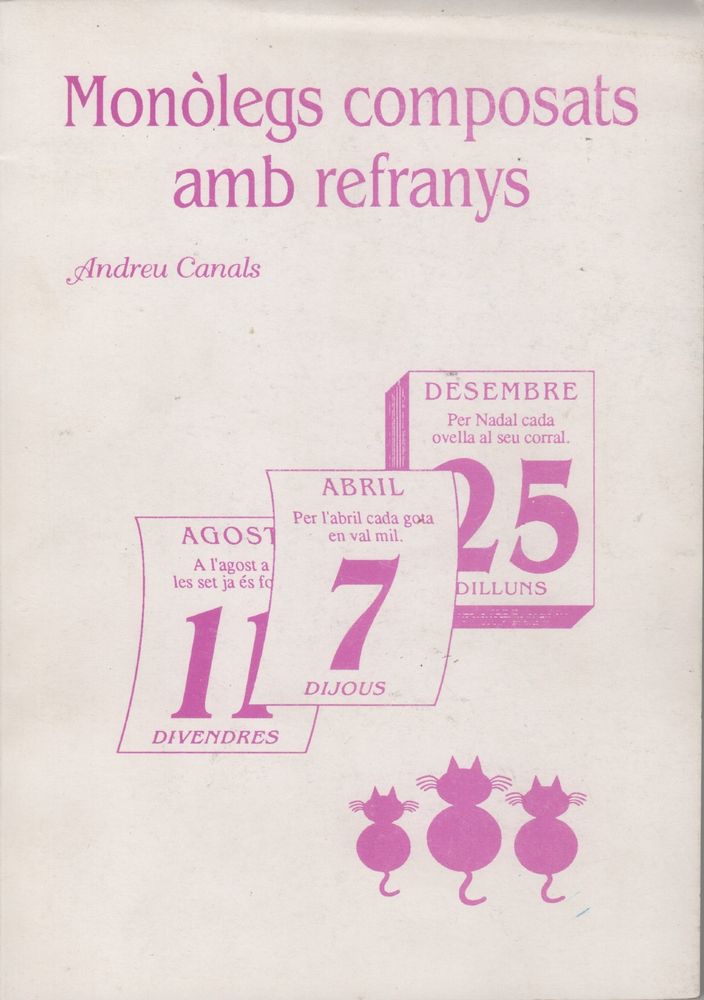 Monòlegs composats
amb refranys
Andreu Canals
DESEMBRE
Per Nadal cada
ovella al seu corral.
25
DILLUNS
ABRIL
Per l'abril cada gota
en val mil.
7
DIJOUS
AGOST
A l'agost a
les set ja és fo
11
DIVENDRES